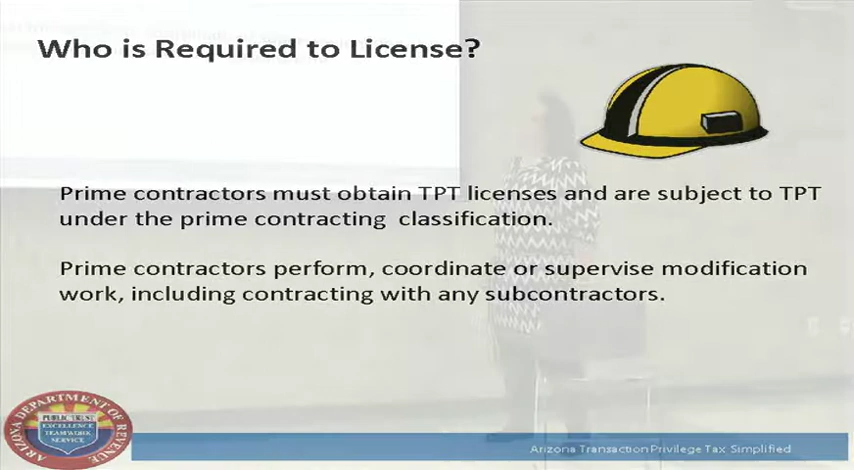 Who is Required to License?
Prime contractors must obtain TPT licenses and are subject to TPT
under the prime contracting classification.
Prime contractors perform, coordinate or supervise modification
work, including contracting with any subcontractors.
ARIZONA DEPARTMENT OF REVENUE
PUBLIC TRUST
EXCELLENCE
TEAMWORK
SERVICE
Arizona Transaction Privilege Tax Simplified